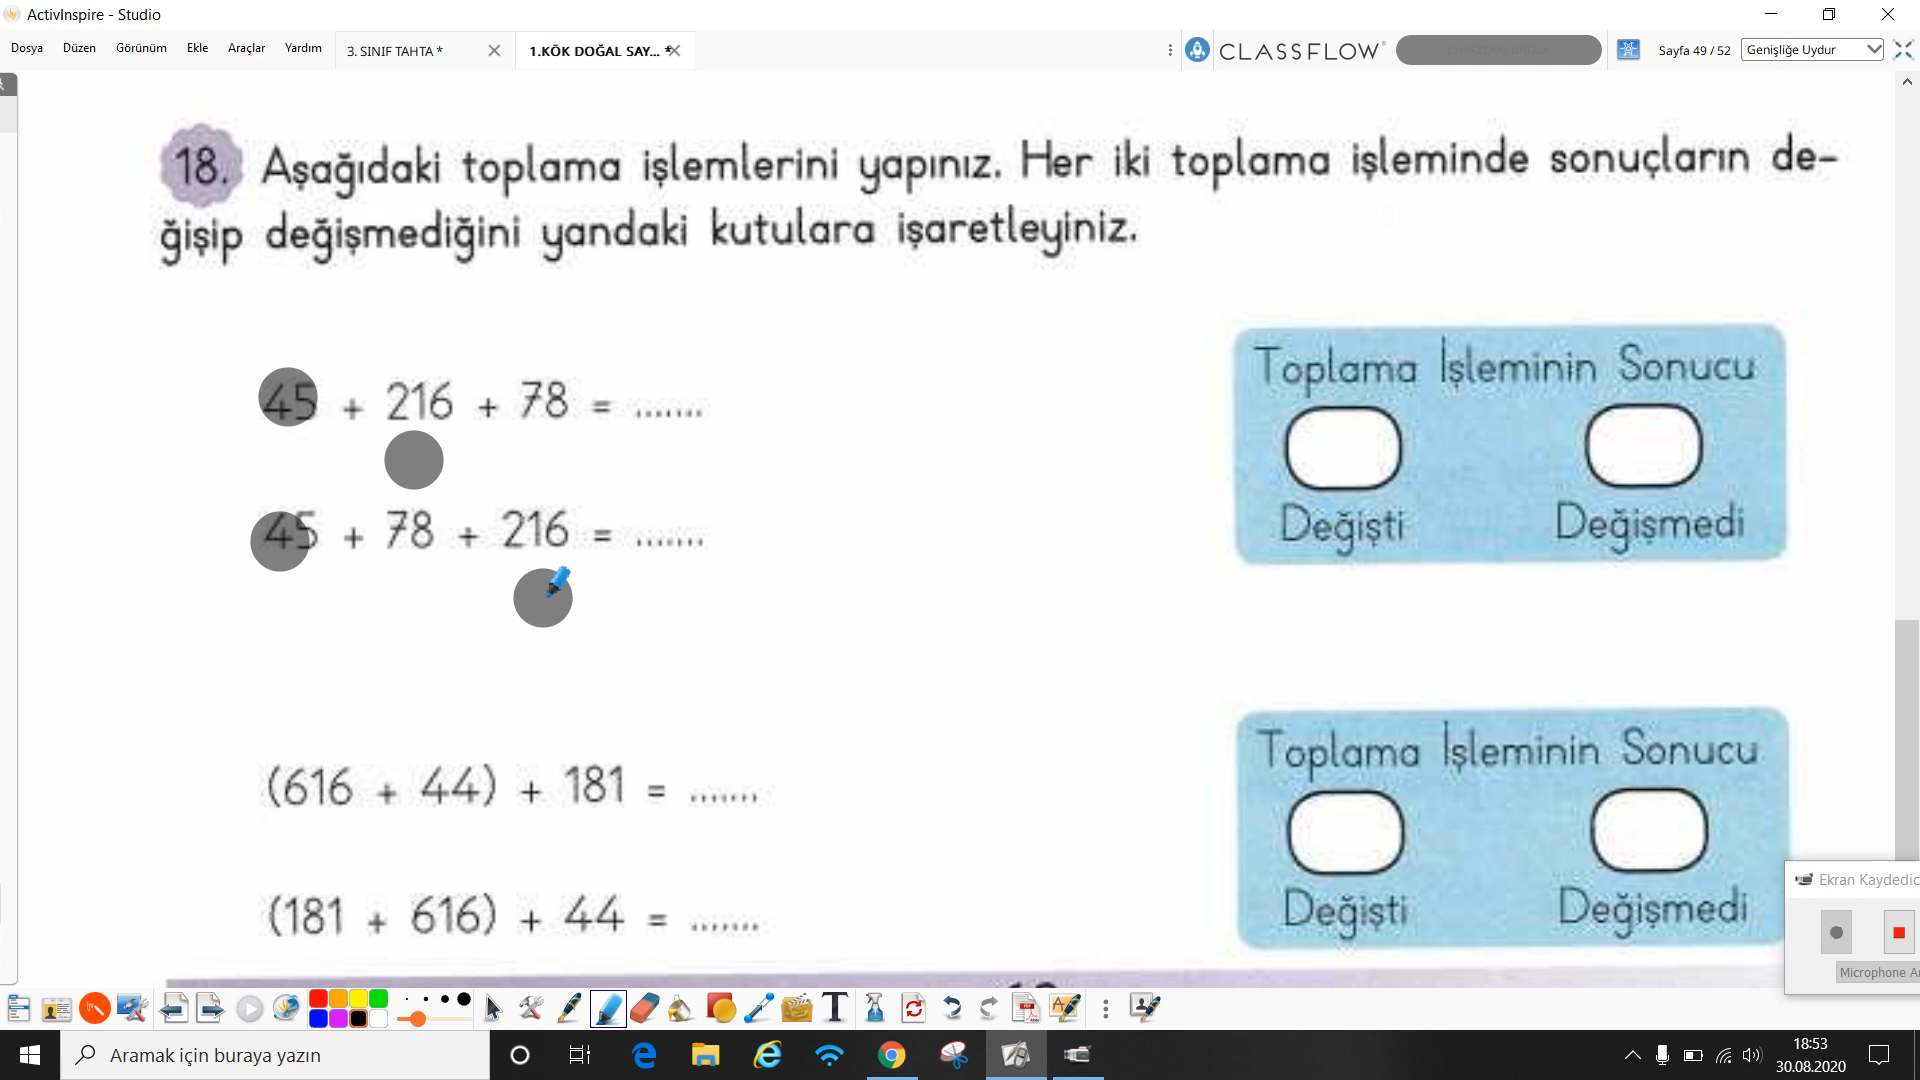 ActivInspire - Studio
Dosya Düzen Görünüm Ekle Araçlar Yardım 3. SINIF TAHTA * 1.KÖK DOĞAL SAY... * CLASSFLOW Sayfa 49 / 52 Genişliğe Uydur
18. Aşağıdaki toplama işlemlerini yapınız. Her iki toplama işleminde sonuçların de-
ğişip değişmediğini yandaki kutulara işaretleyiniz.
45 + 216 + 78 = .......
45 + 78 + 216 = .......
Toplama İşleminin Sonucu
Değişti Değişmedi
(616 + 44) + 181 = .......
(181 + 616) + 44 = .......
Toplama İşleminin Sonucu
Değişti Değişmedi
Ekran Kaydedic
Microphone A
Aramak için buraya yazın
18:53
30.08.2020